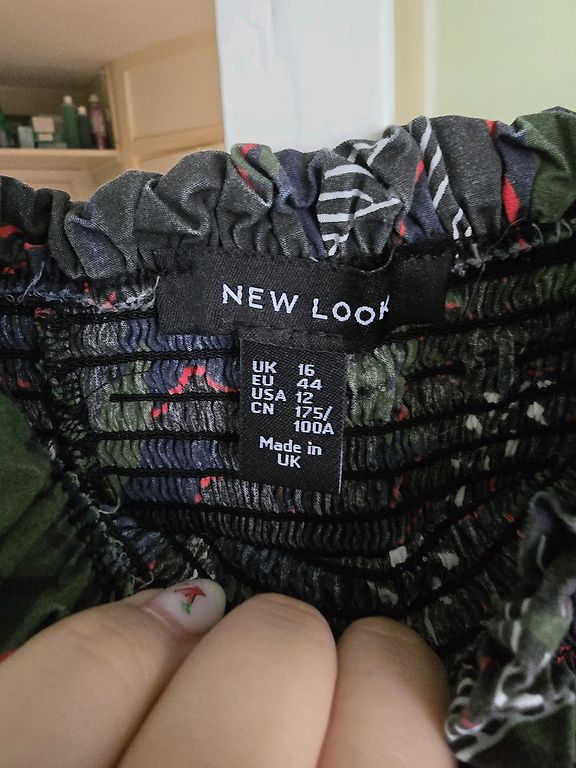 NEW LOOK
UK 16
EU 44
USA 12
CN 175/
100A
Made in
UK